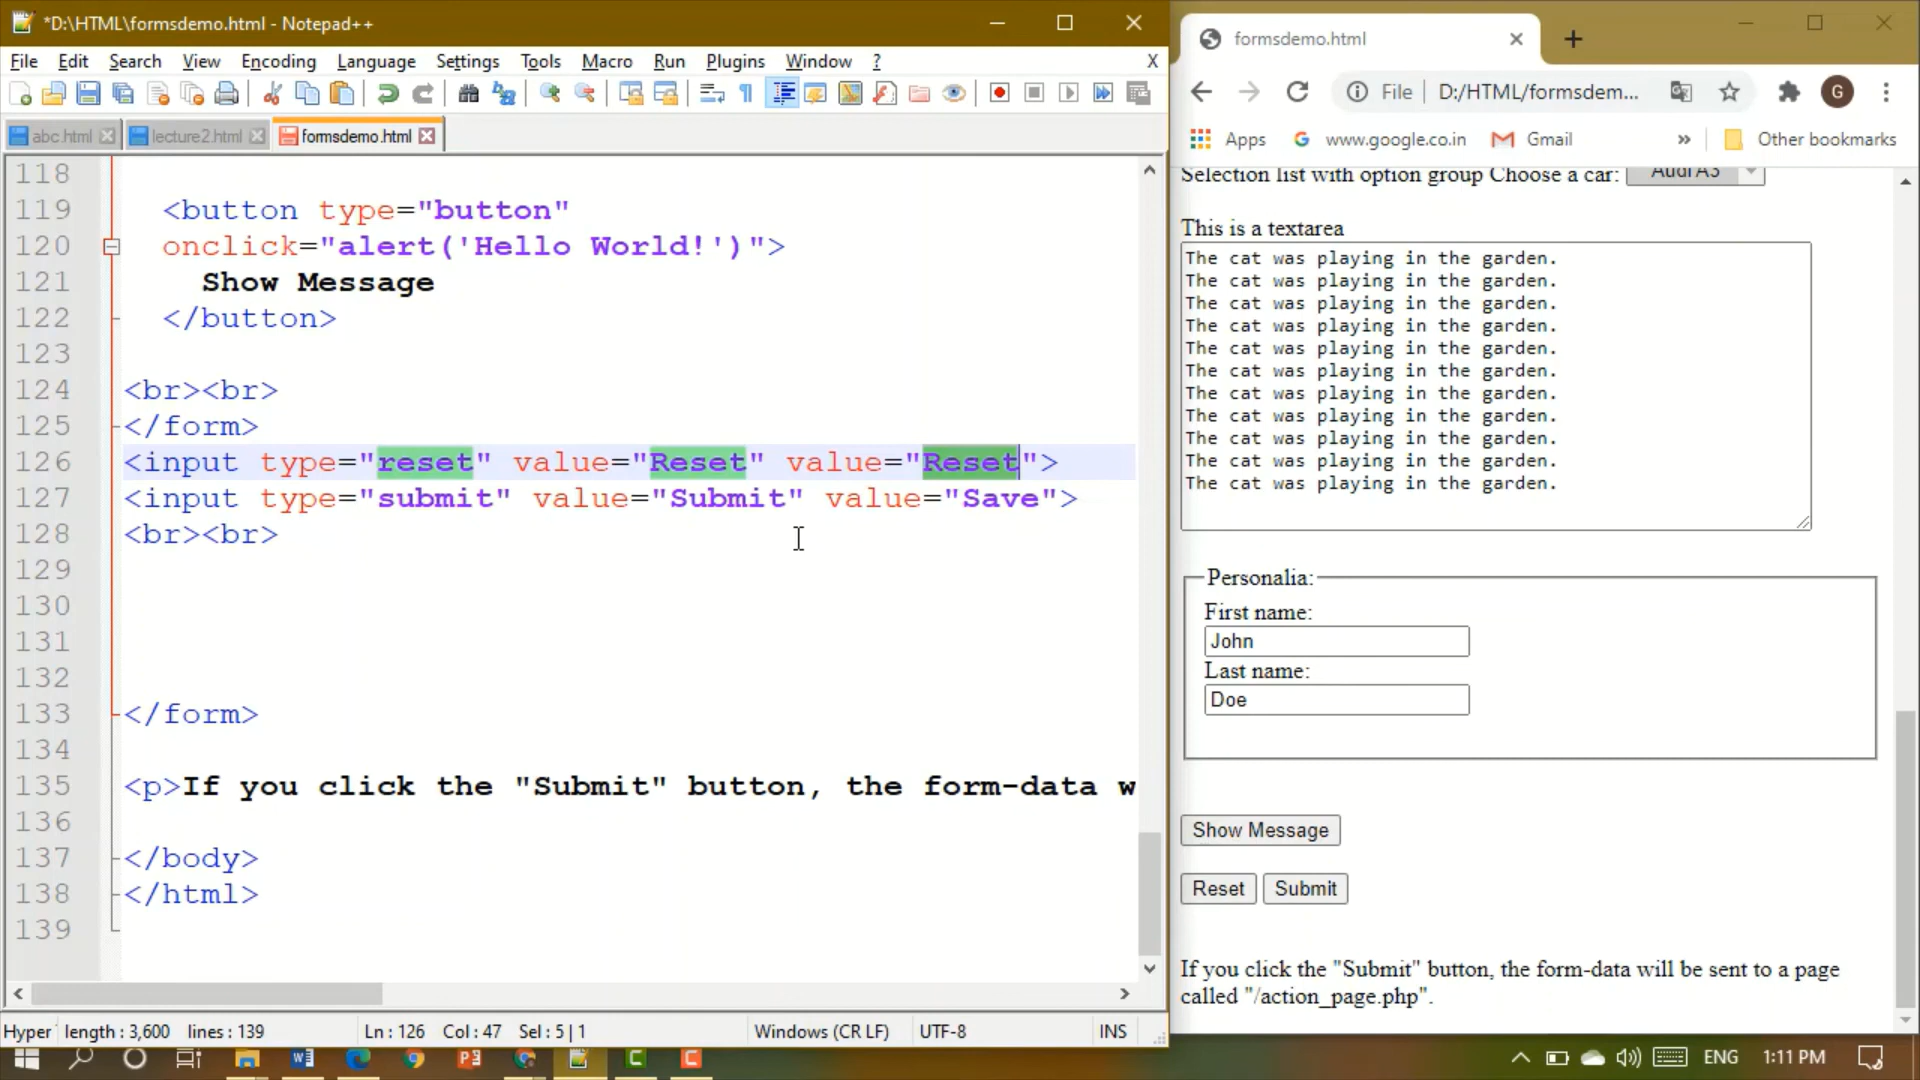 *D:\HTML\formsdemo.html - Notepad++
File Edit Search View Encoding Language Settings Tools Macro Run Plugins Window ? X
abc.html lecture2.html formsdemo.html
118
119 <button type="button"
120 onclick="alert('Hello World!')">
121 Show Message
122 </button>
123
124 <br><br>
125 </form>
126 <input type="reset" value="Reset" value="Reset">
127 <input type="submit" value="Submit" value="Save">
128 <br><br>
129
130
131
132
133 </form>
134
135 <p>If you click the "Submit" button, the form-data w
136
137 </body>
138 </html>
139
Hyper length : 3,600 lines : 139 Ln : 126 Col : 47 Sel : 5 | 1 Windows (CR LF) UTF-8 INS
formsdemo.html
File D:/HTML/formsdem... G
Apps G www.google.co.in Gmail » Other bookmarks
Selection list with option group Choose a car: Audi A3
This is a textarea
The cat was playing in the garden.
The cat was playing in the garden.
The cat was playing in the garden.
The cat was playing in the garden.
The cat was playing in the garden.
The cat was playing in the garden.
The cat was playing in the garden.
The cat was playing in the garden.
The cat was playing in the garden.
The cat was playing in the garden.
The cat was playing in the garden.
Personalia:
First name:
John
Last name:
Doe
Show Message
Reset Submit
If you click the "Submit" button, the form-data will be sent to a page
called "/action_page.php".
ENG 1:11 PM